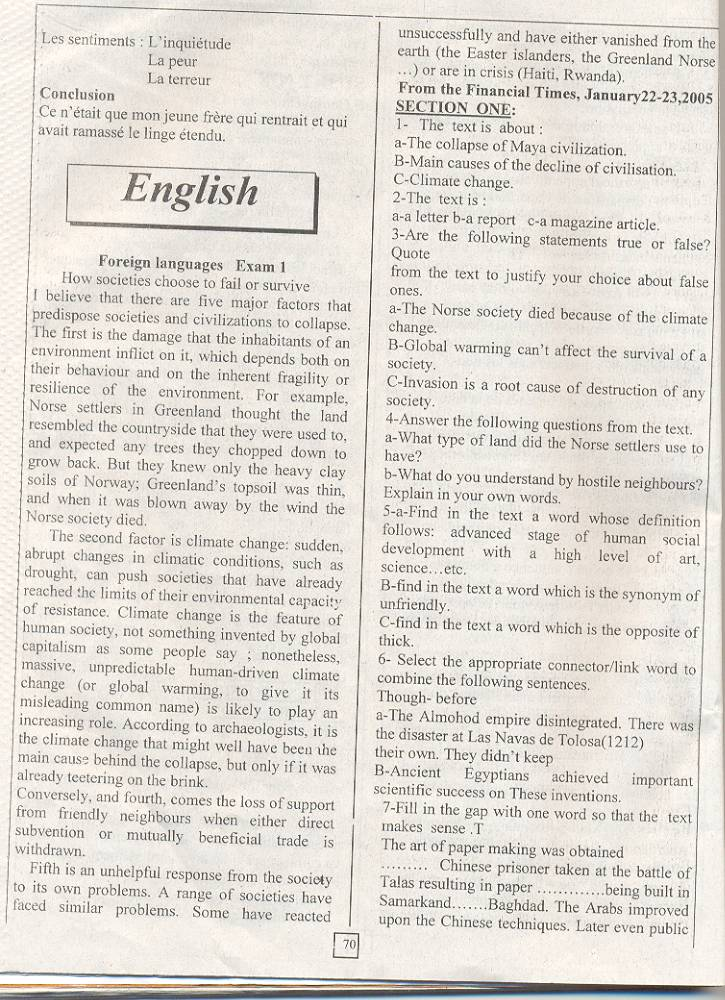 Les sentiments : L'inquiétude
La peur
La terreur
Conclusion
Ce n'était que mon jeune frère qui rentrait et qui
avait ramassé le linge étendu.
English
Foreign languages Exam 1
How societies choose to fail or survive
I believe that there are five major factors that
predispose societies and civilizations to collapse.
The first is the damage that the inhabitants of an
environment inflict on it, which depends both on
their behaviour and on the inherent fragility or
resilience of the environment. For example,
Norse settlers in Greenland thought the land
resembled the countryside that they were used to,
and expected any trees they chopped down to
grow back. But they knew only the heavy clay
soils of Norway; Greenland's topsoil was thin,
and when it was blown away by the wind the
Norse society died.
The second factor is climate change: sudden,
abrupt changes in climatic conditions, such as
drought, can push societies that have already
reached the limits of their environmental capacity
of resistance. Climate change is the feature of
human society, not something invented by global
capitalism as some people say ; nonetheless,
massive, unpredictable human-driven climate
change (or global warming, to give it its
misleading common name) is likely to play an
increasing role. According to archaeologists, it is
the climate change that might well have been the
main cause behind the collapse, but only if it was
already teetering on the brink.
Conversely, and fourth, comes the loss of support
from friendly neighbours when either direct
subvention or mutually beneficial trade is
withdrawn.
Fifth is an unhelpful response from the society
to its own problems. A range of societies have
faced similar problems. Some have reacted
unsuccessfully and have either vanished from the
earth (the Easter islanders, the Greenland Norse
…) or are in crisis (Haiti, Rwanda).
From the Financial Times, January22-23,2005
SECTION ONE:
1- The text is about :
a-The collapse of Maya civilization.
B-Main causes of the decline of civilisation.
C-Climate change.
2-The text is :
a-a letter b-a report c-a magazine article.
3-Are the following statements true or false?
Quote
from the text to justify your choice about false
ones.
a-The Norse society died because of the climate
change.
B-Global warming can't affect the survival of a
society.
C-Invasion is a root cause of destruction of any
society.
4-Answer the following questions from the text.
a-What type of land did the Norse settlers use to
have?
b-What do you understand by hostile neighbours?
Explain in your own words.
5-a-Find in the text a word whose definition
follows: advanced stage of human social
development with a high level of art,
science…etc.
B-find in the text a word which is the synonym of
unfriendly.
C-find in the text a word which is the opposite of
thick.
6- Select the appropriate connector/link word to
combine the following sentences.
Though- before
a-The Almohod empire disintegrated. There was
the disaster at Las Navas de Tolosa(1212)
their own. They didn't keep
B-Ancient Egyptians achieved important
scientific success on These inventions.
7-Fill in the gap with one word so that the text
makes sense .T
The art of paper making was obtained
......... Chinese prisoner taken at the battle of
Talas resulting in paper .............being built in
Samarkand.......Baghdad. The Arabs improved
upon the Chinese techniques. Later even public
70